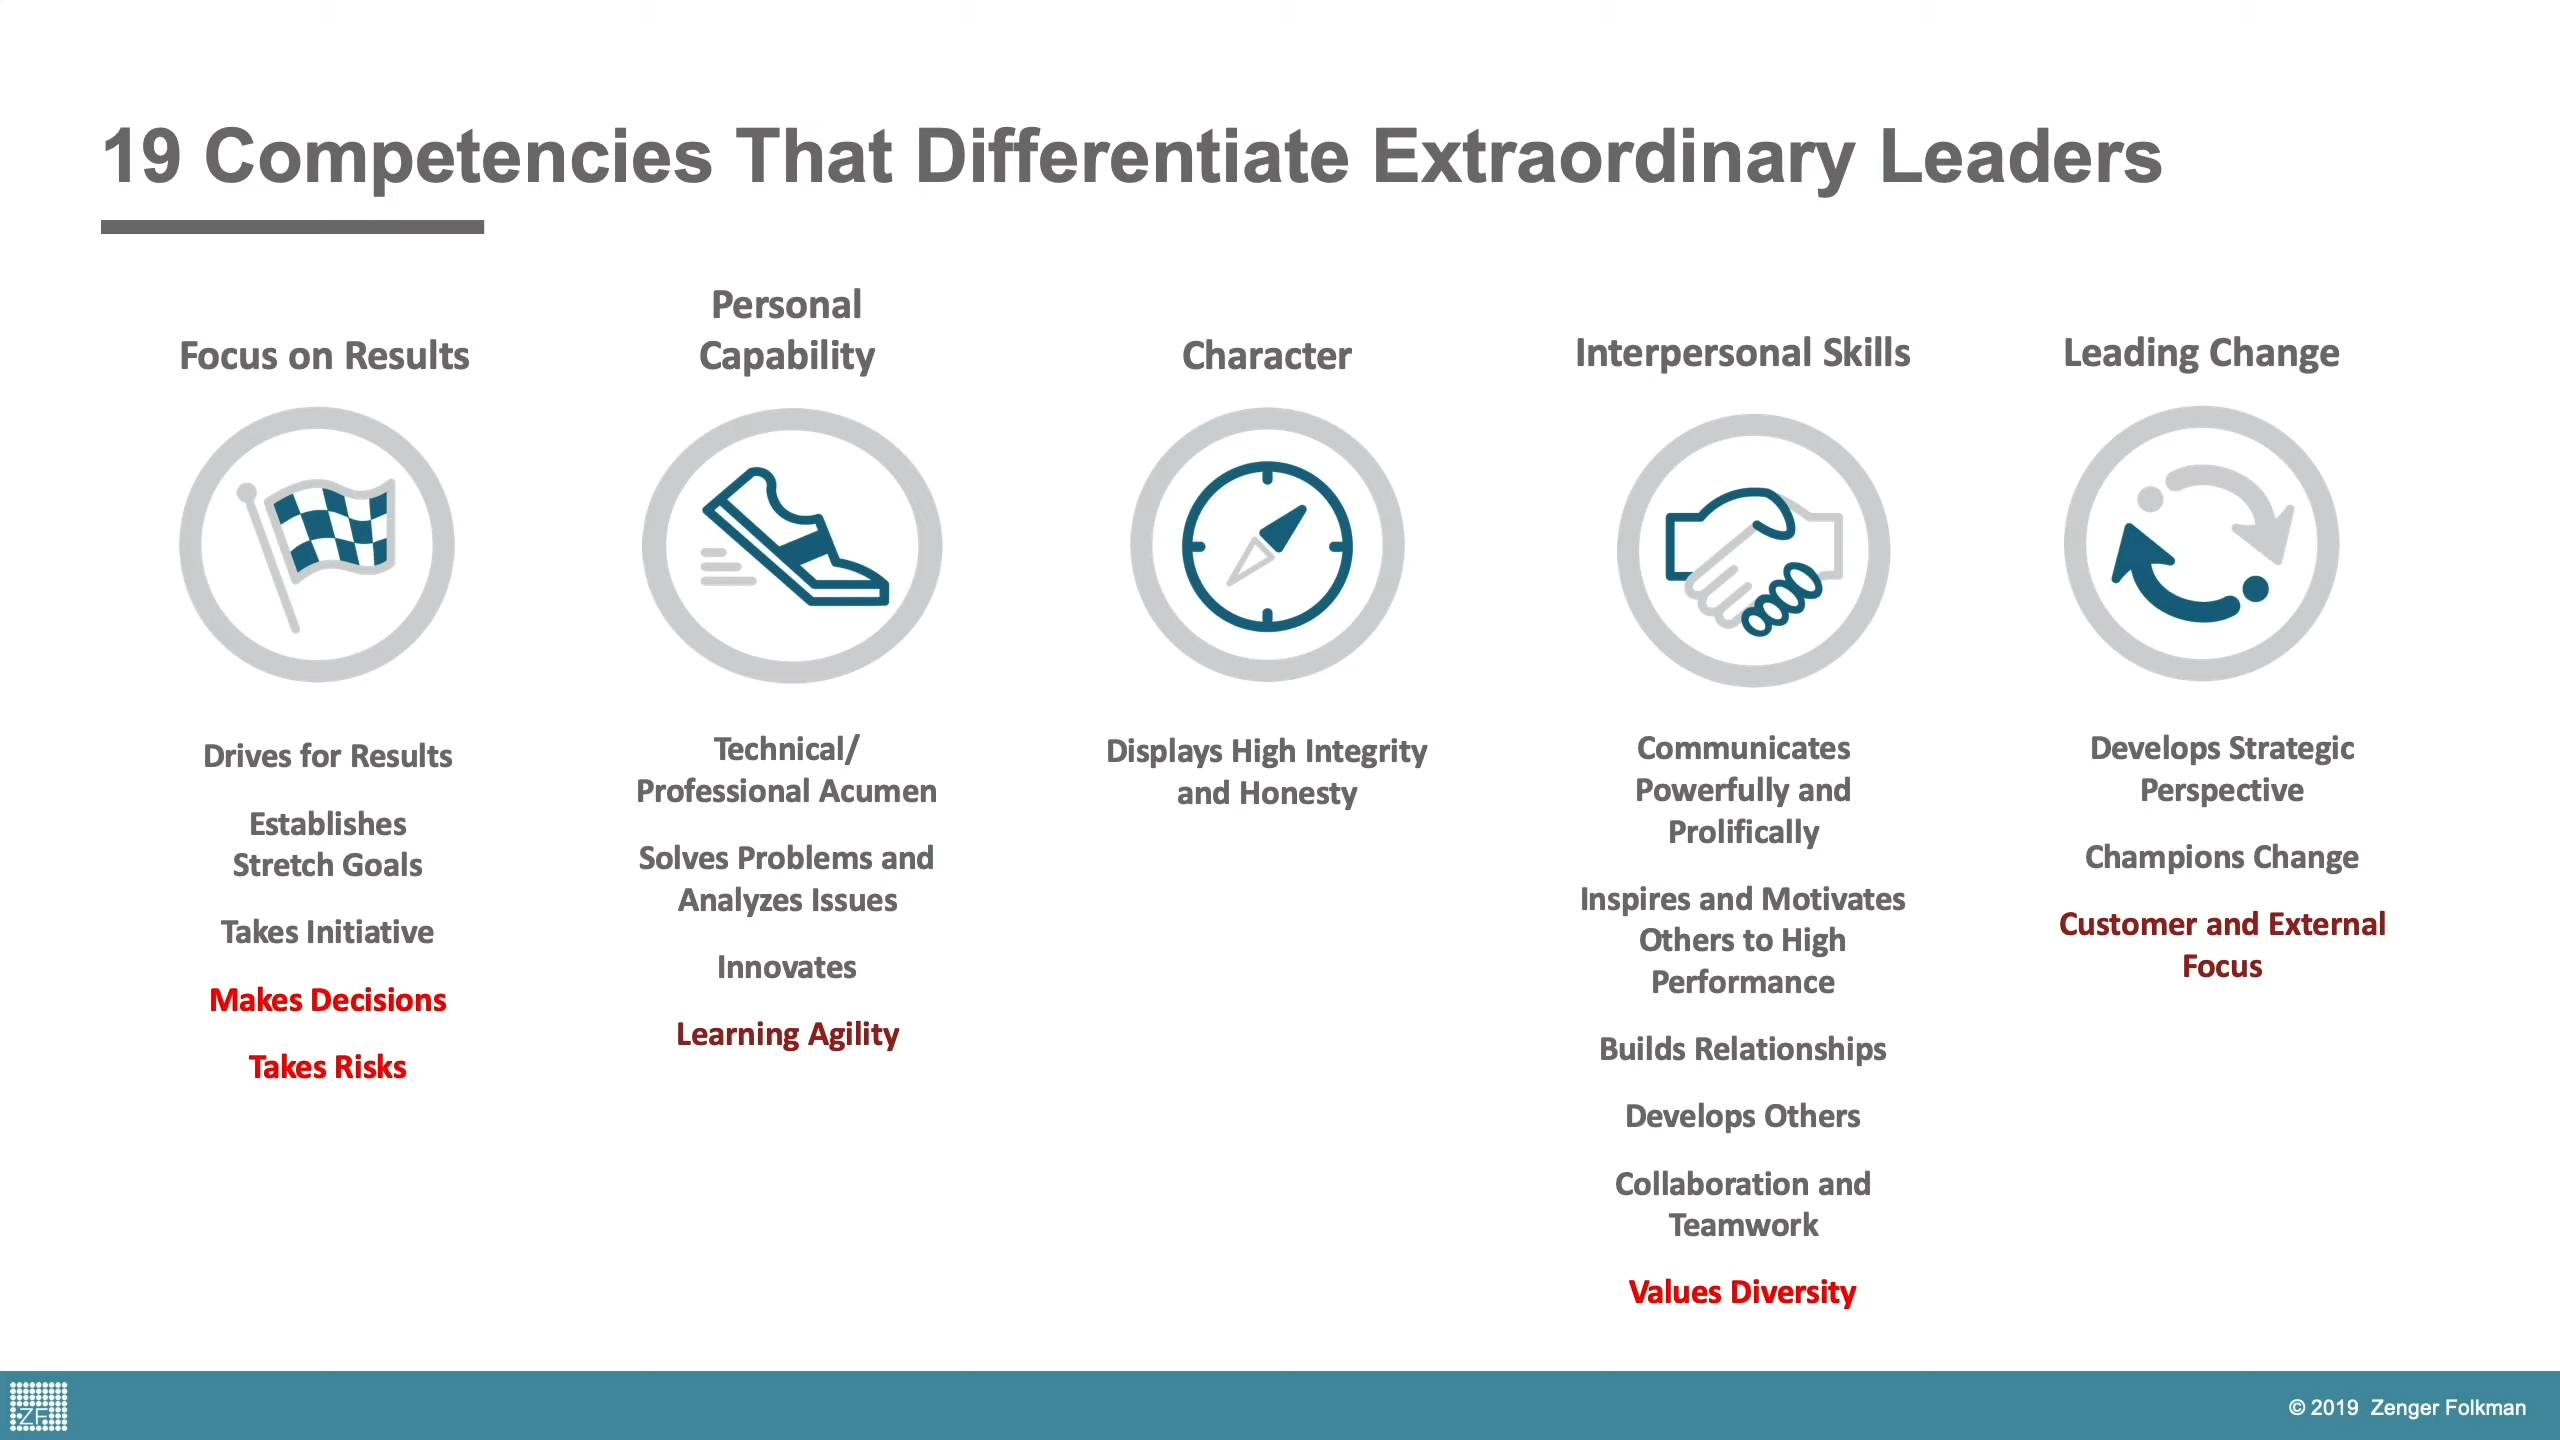 19 Competencies That Differentiate Extraordinary Leaders
Focus on Results
Drives for Results
Establishes
Stretch Goals
Takes Initiative
Makes Decisions
Takes Risks
Personal
Capability
Technical/
Professional Acumen
Solves Problems and
Analyzes Issues
Innovates
Learning Agility
Character
Displays High Integrity
and Honesty
Interpersonal Skills
Communicates
Powerfully and
Prolifically
Inspires and Motivates
Others to High
Performance
Builds Relationships
Develops Others
Collaboration and
Teamwork
Values Diversity
Leading Change
Develops Strategic
Perspective
Champions Change
Customer and External
Focus
ZF
© 2019 Zenger Folkman